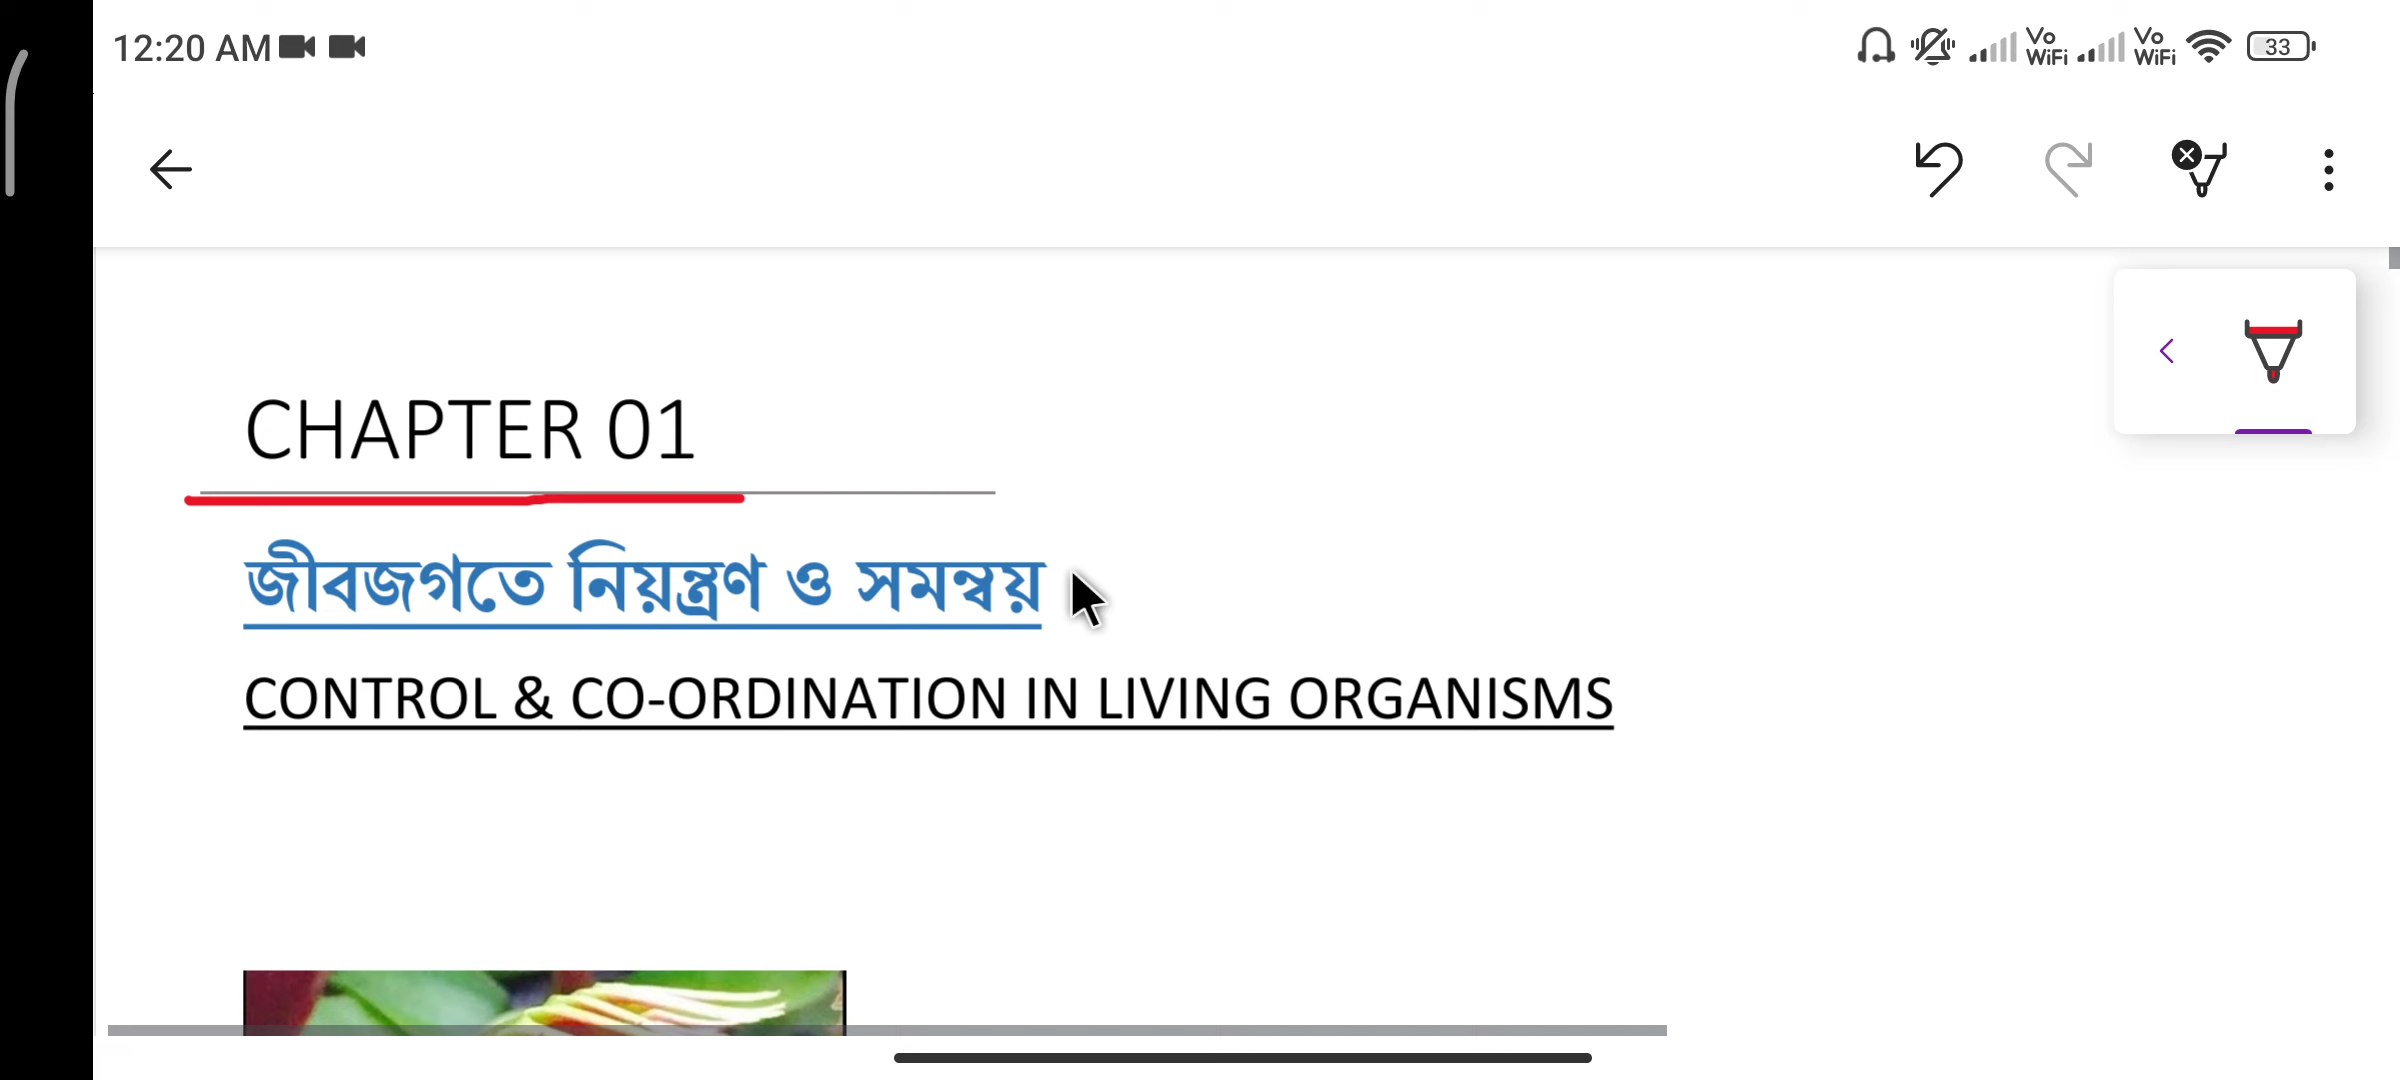 12:20 AM
Vo WiFi Vo WiFi 33
CHAPTER 01
জীবজগতে নিয়ন্ত্রণ ও সমন্বয়
CONTROL & CO-ORDINATION IN LIVING ORGANISMS